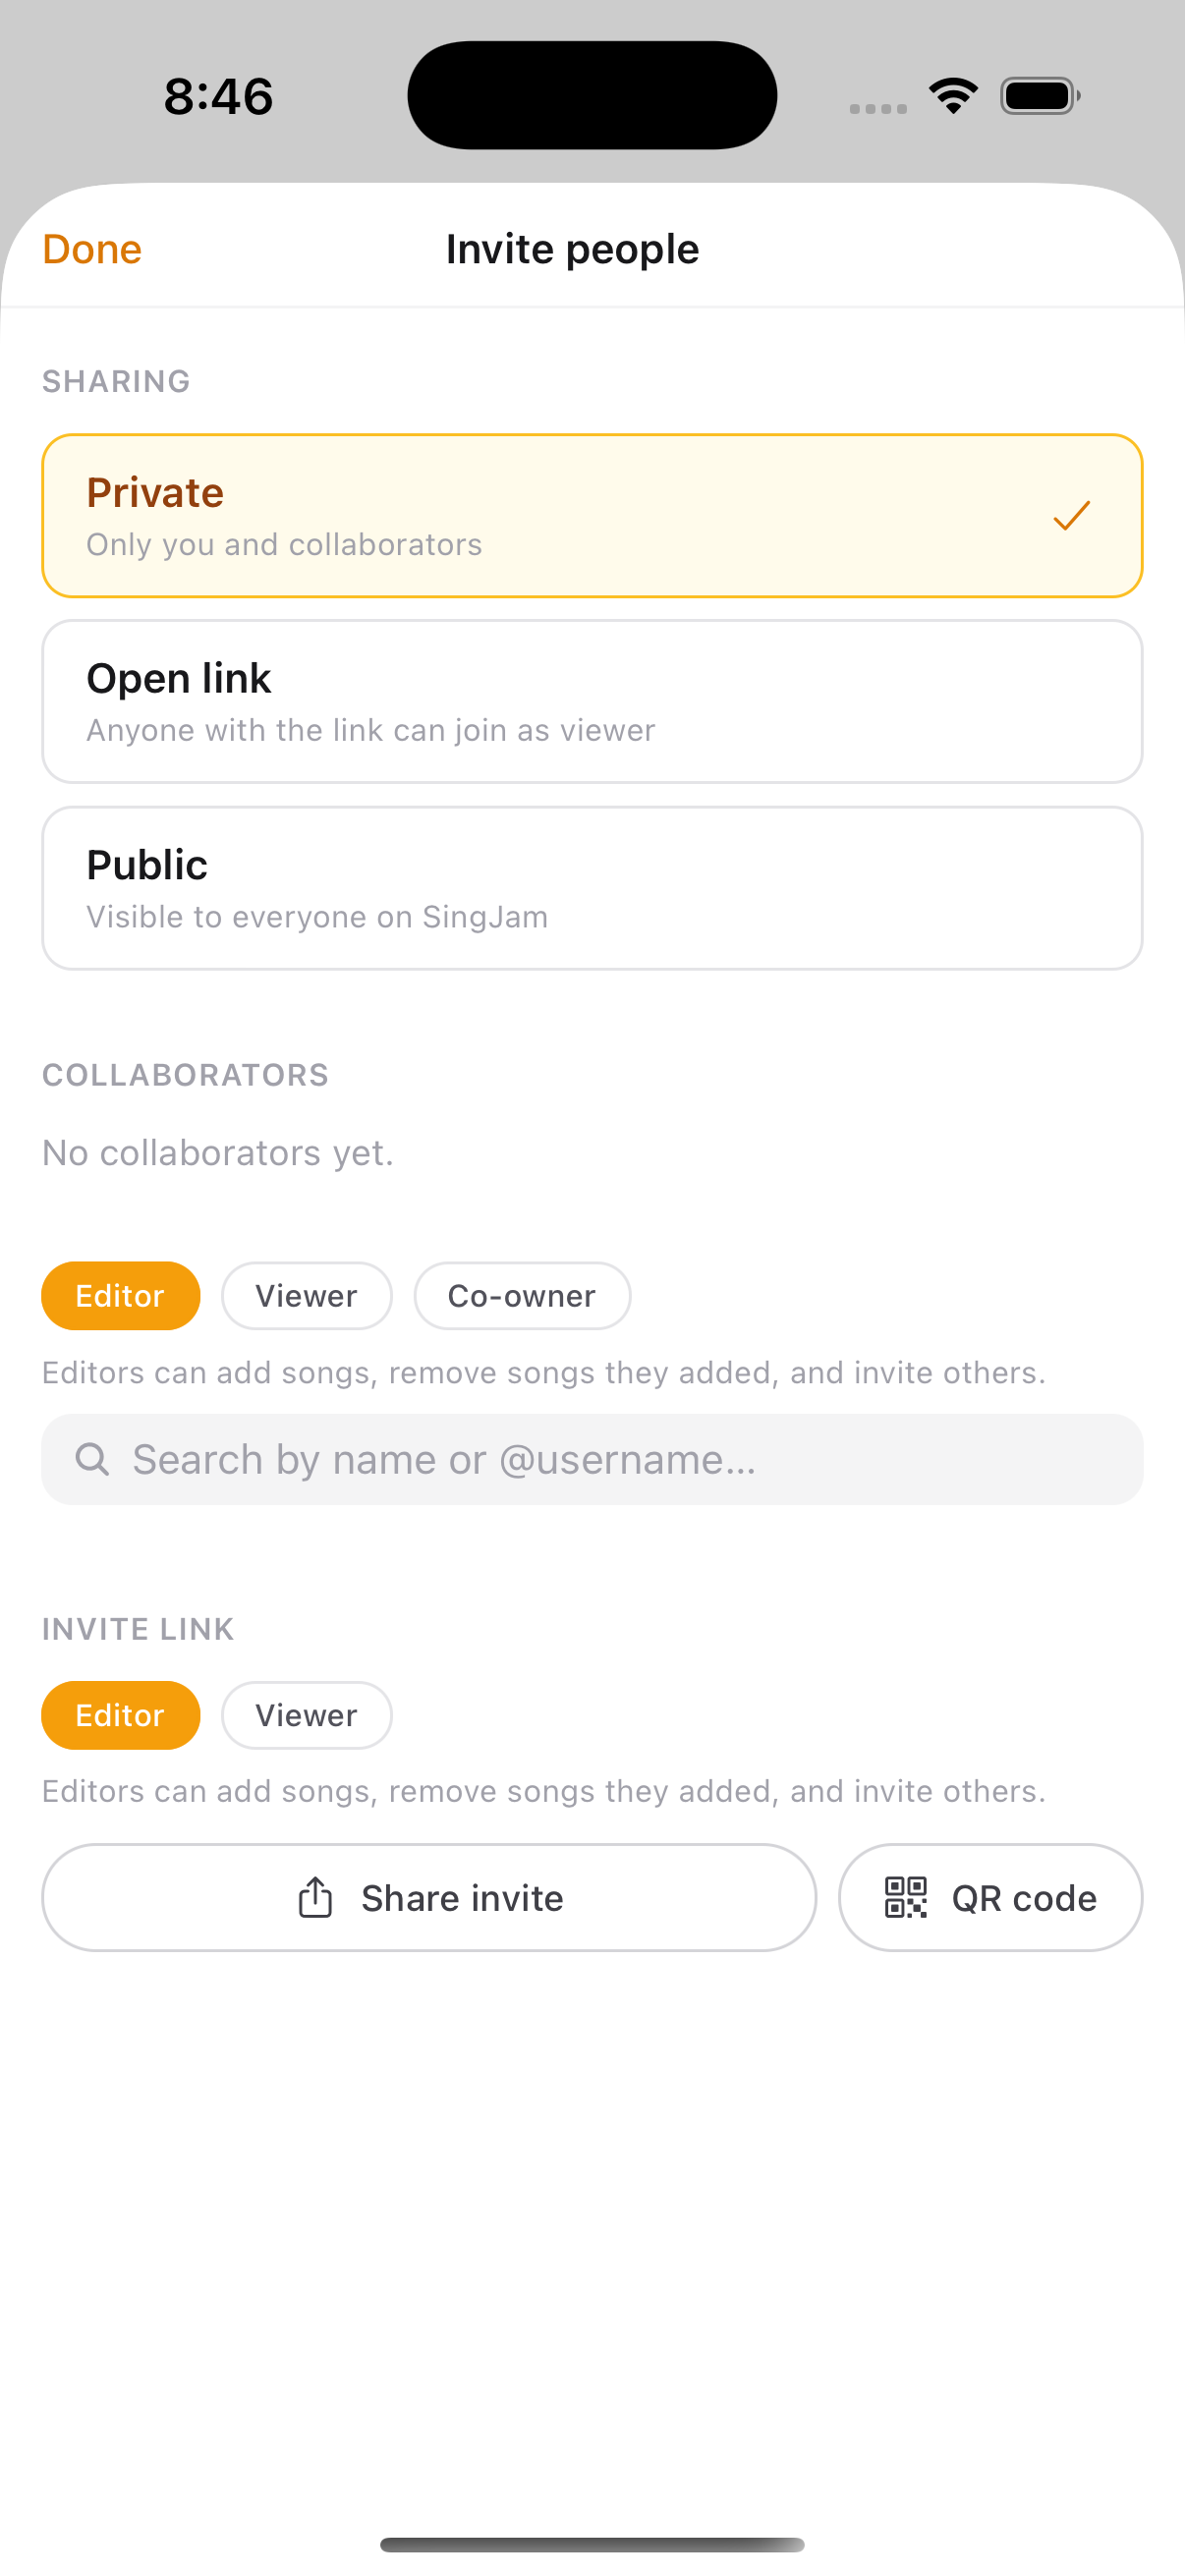 8:46
Done
Invite people
SHARING
Private
Only you and collaborators
Open link
Anyone with the link can join as viewer
Public
Visible to everyone on SingJam
COLLABORATORS
No collaborators yet.
Editor
Viewer
Co-owner
Editors can add songs, remove songs they added, and invite others.
Search by name or @username...
INVITE LINK
Editor
Viewer
Editors can add songs, remove songs they added, and invite others.
Share invite
QR code